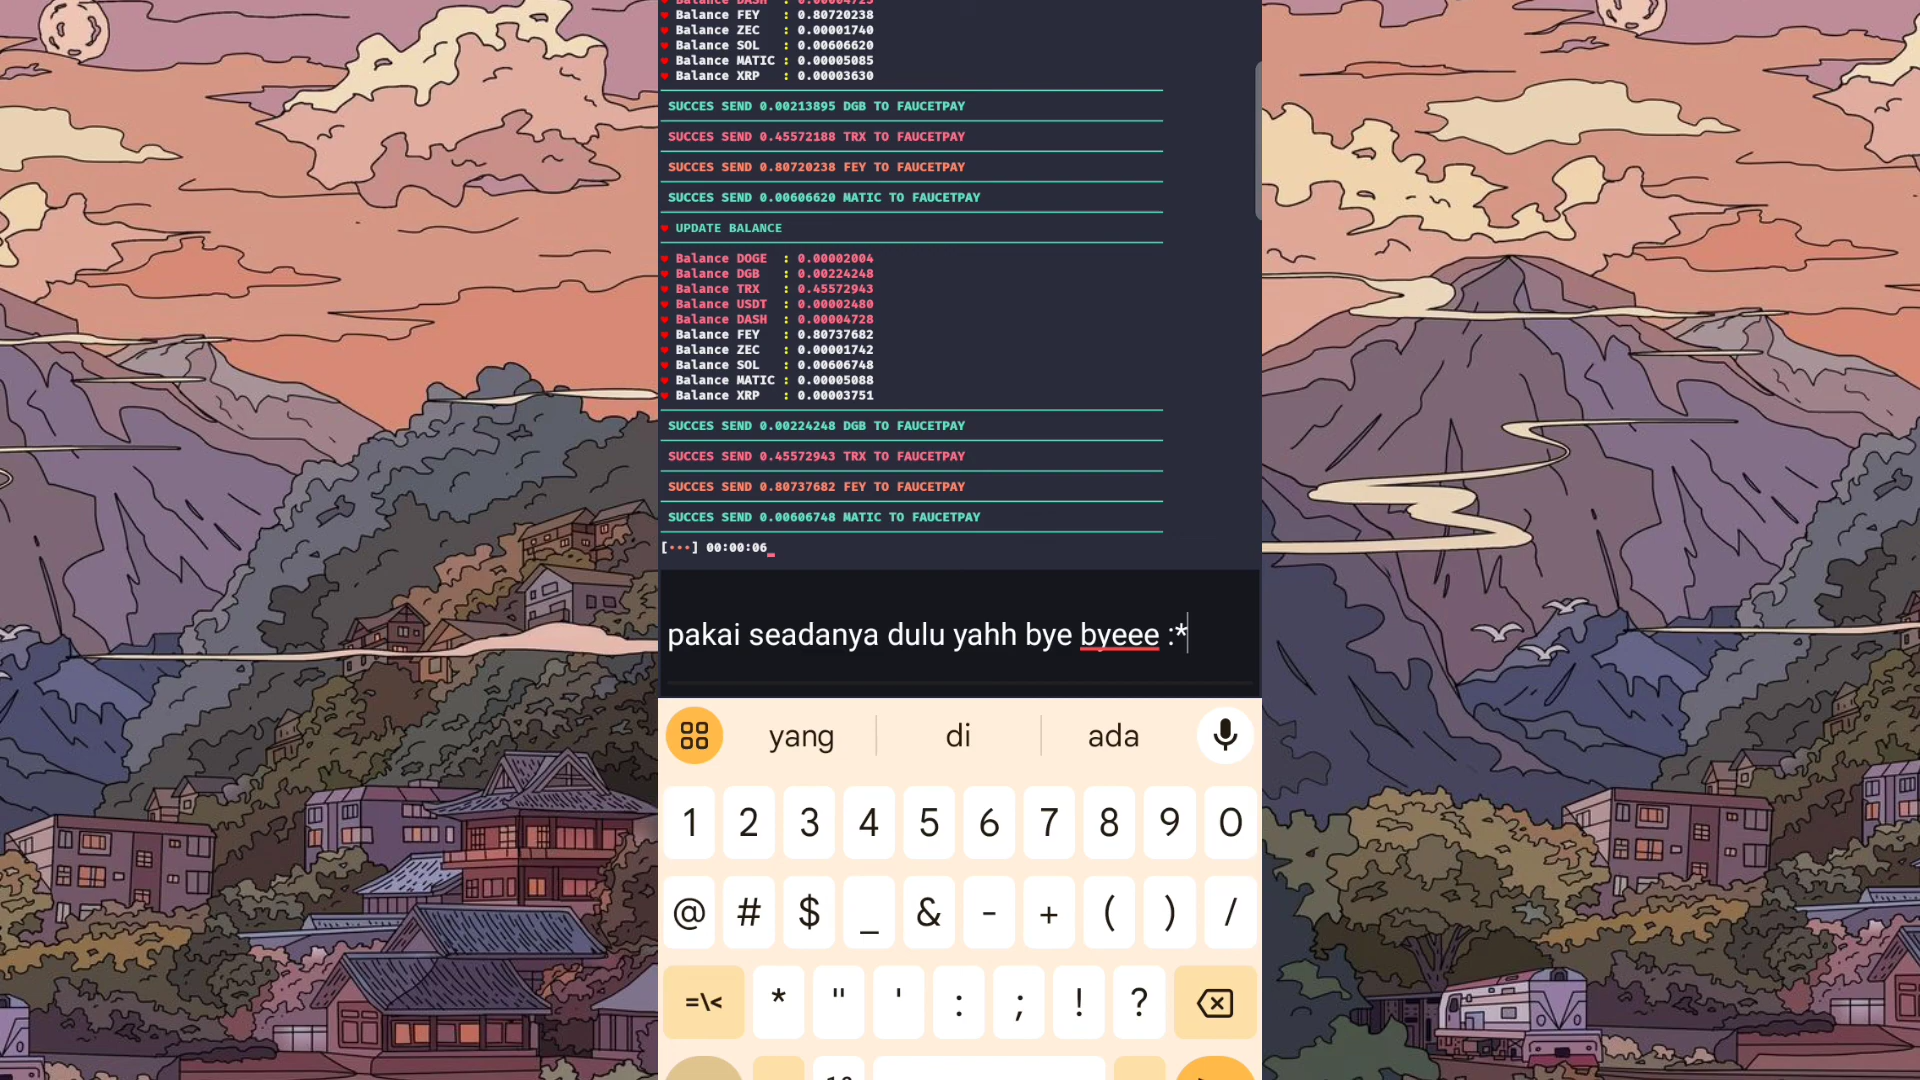 Balance DASH : 0.00004725
Balance FEY : 0.80720238
Balance ZEC : 0.00001740
Balance SOL : 0.00606620
Balance MATIC : 0.00005085
Balance XRP : 0.00003630
SUCCES SEND 0.00213895 DGB TO FAUCETPAY
SUCCES SEND 0.45572188 TRX TO FAUCETPAY
SUCCES SEND 0.80720238 FEY TO FAUCETPAY
SUCCES SEND 0.00606620 MATIC TO FAUCETPAY
UPDATE BALANCE
Balance DOGE : 0.00002004
Balance DGB : 0.00224248
Balance TRX : 0.45572943
Balance USDT : 0.00002480
Balance DASH : 0.00004728
Balance FEY : 0.80737682
Balance ZEC : 0.00001742
Balance SOL : 0.00606748
Balance MATIC : 0.00005088
Balance XRP : 0.00003751
SUCCES SEND 0.00224248 DGB TO FAUCETPAY
SUCCES SEND 0.45572943 TRX TO FAUCETPAY
SUCCES SEND 0.80737682 FEY TO FAUCETPAY
SUCCES SEND 0.00606748 MATIC TO FAUCETPAY
[•••] 00:00:06_
pakai seadanya dulu yahh bye byeee :*
yang di ada
1 2 3 4 5 6 7 8 9 0
@ # $ _ & - + ( ) /
=\< * " ' : ; ! ?